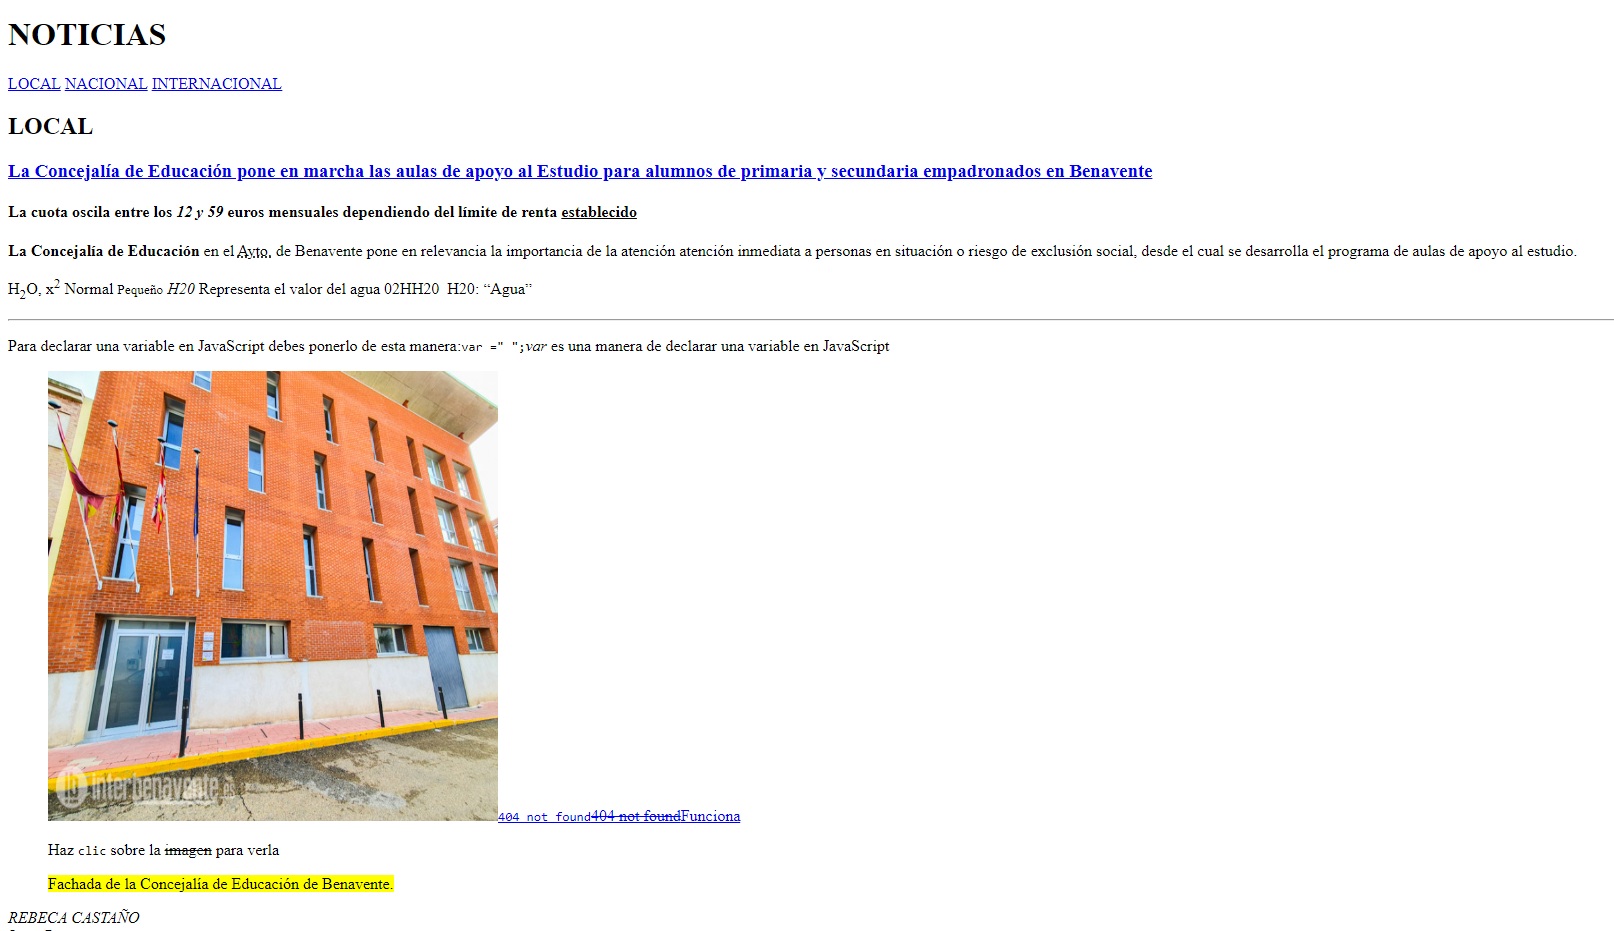 NOTICIAS
LOCAL NACIONAL INTERNACIONAL
LOCAL
La Concejalía de Educación pone en marcha las aulas de apoyo al Estudio para alumnos de primaria y secundaria empadronados en Benavente
La cuota oscila entre los 12 y 59 euros mensuales dependiendo del límite de renta establecido
La Concejalía de Educación en el Ayto. de Benavente pone en relevancia la importancia de la atención atención inmediata a personas en situación o riesgo de exclusión social, desde el cual se desarrolla el programa de aulas de apoyo al estudio.
H₂O, x² Normal Pequeño H20 Representa el valor del agua 02HH20  H20: “Agua”
Para declarar una variable en JavaScript debes ponerlo de esta manera:var =" ";var es una manera de declarar una variable en JavaScript
interbenavente.es
404 not found404 not foundFunciona
Haz clic sobre la imagen para verla
Fachada de la Concejalía de Educación de Benavente.
REBECA CASTAÑO